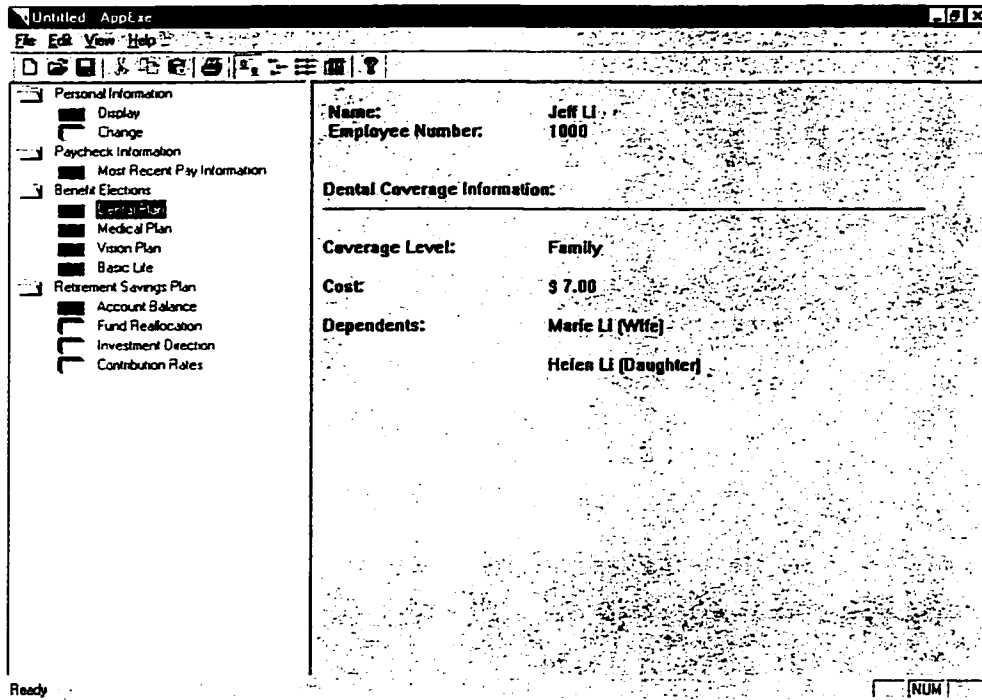 Untitled AppExe
File Edit View Help
Personal Information
Display
Change
Paycheck Information
Most Recent Pay Information
Benefit Elections
Dental Plan
Medical Plan
Vision Plan
Basic Life
Retirement Savings Plan
Account Balance
Fund Reallocation
Investment Direction
Contribution Rates
Name: Jeff Li
Employee Number: 1000
Dental Coverage Information:
Coverage Level: Family
Cost: $ 7.00
Dependents: Marie Li (Wife)
Helen Li (Daughter)
Ready NUM